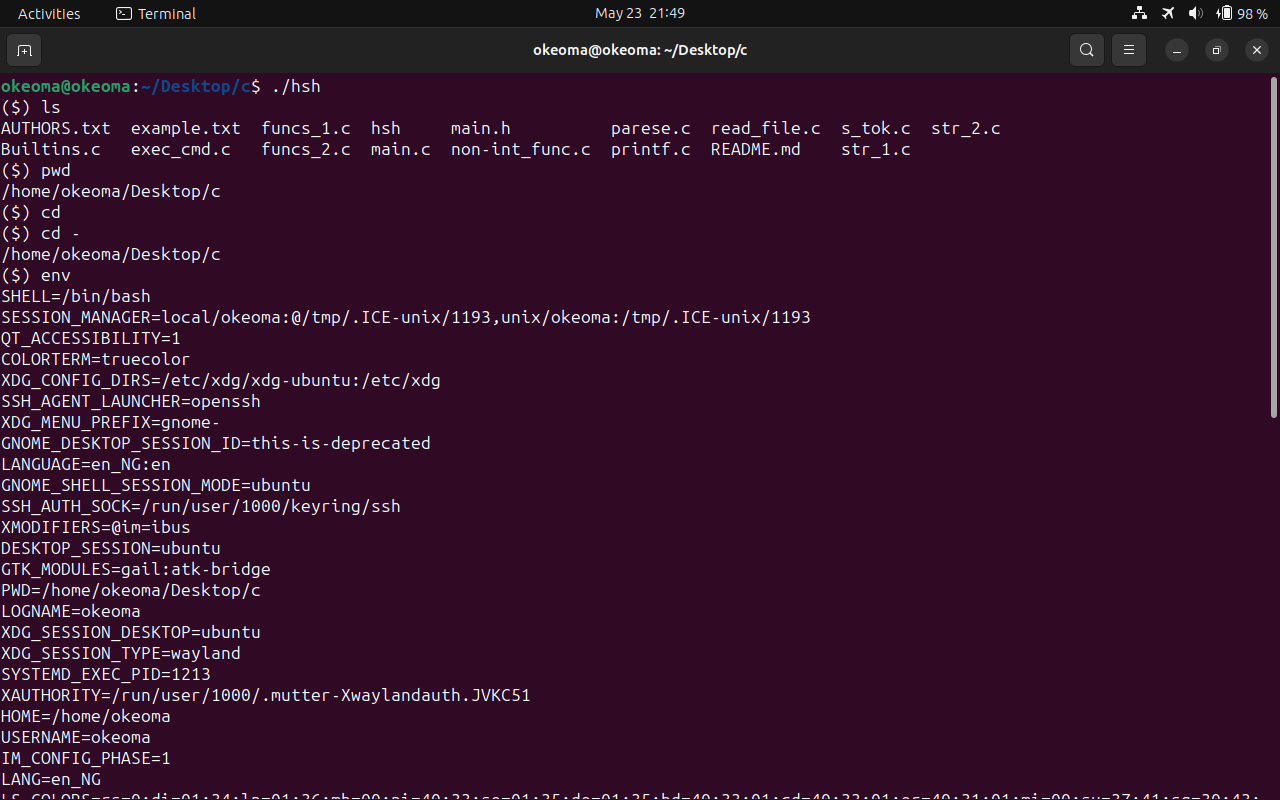 Activities Terminal May 23 21:49 98 %
okeoma@okeoma: ~/Desktop/c
okeoma@okeoma:~/Desktop/c$ ./hsh
($) ls
AUTHORS.txt example.txt funcs_1.c hsh main.h parese.c read_file.c s_tok.c str_2.c
Builtins.c exec_cmd.c funcs_2.c main.c non-int_func.c printf.c README.md str_1.c
($) pwd
/home/okeoma/Desktop/c
($) cd
($) cd -
/home/okeoma/Desktop/c
($) env
SHELL=/bin/bash
SESSION_MANAGER=local/okeoma:@/tmp/.ICE-unix/1193,unix/okeoma:/tmp/.ICE-unix/1193
QT_ACCESSIBILITY=1
COLORTERM=truecolor
XDG_CONFIG_DIRS=/etc/xdg/xdg-ubuntu:/etc/xdg
SSH_AGENT_LAUNCHER=openssh
XDG_MENU_PREFIX=gnome-
GNOME_DESKTOP_SESSION_ID=this-is-deprecated
LANGUAGE=en_NG:en
GNOME_SHELL_SESSION_MODE=ubuntu
SSH_AUTH_SOCK=/run/user/1000/keyring/ssh
XMODIFIERS=@im=ibus
DESKTOP_SESSION=ubuntu
GTK_MODULES=gail:atk-bridge
PWD=/home/okeoma/Desktop/c
LOGNAME=okeoma
XDG_SESSION_DESKTOP=ubuntu
XDG_SESSION_TYPE=wayland
SYSTEMD_EXEC_PID=1213
XAUTHORITY=/run/user/1000/.mutter-Xwaylandauth.JVKC51
HOME=/home/okeoma
USERNAME=okeoma
IM_CONFIG_PHASE=1
LANG=en_NG